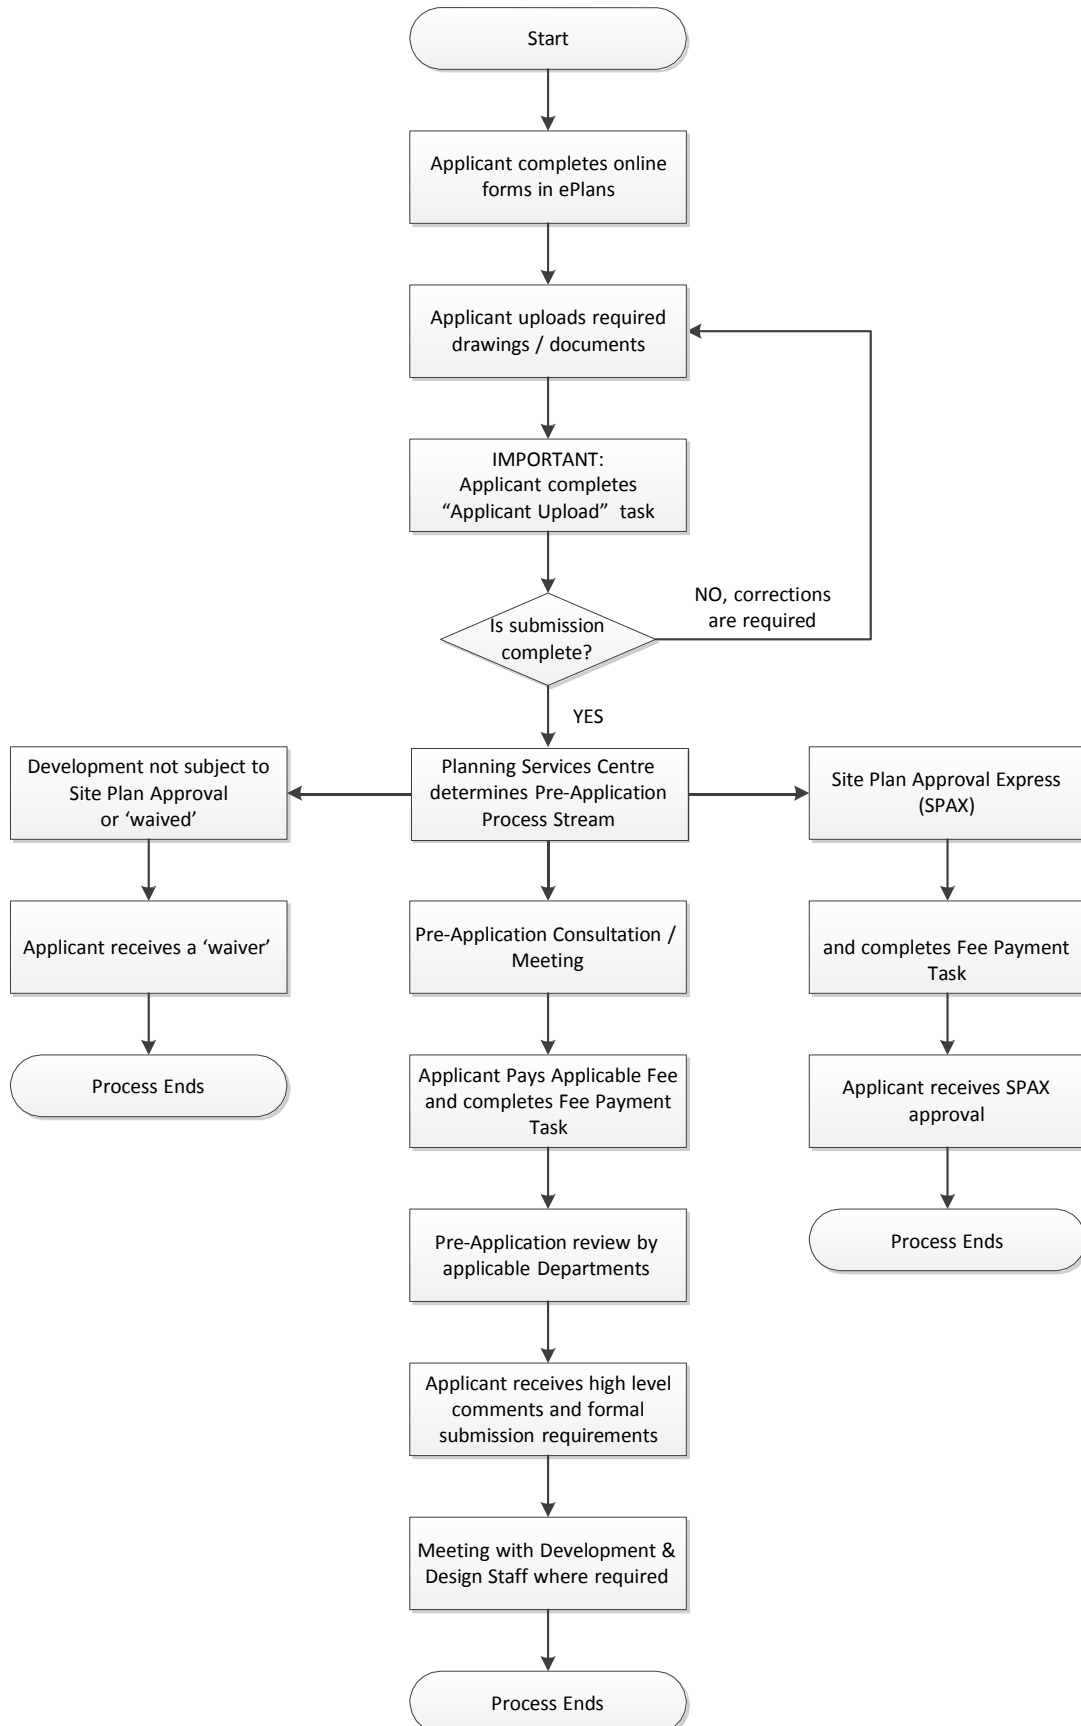 Start
Applicant completes online
forms in ePlans
Applicant uploads required
drawings / documents
IMPORTANT:
Applicant completes
“Applicant Upload” task
NO, corrections
are required
Is submission
complete?
YES
Development not subject to
Site Plan Approval
or ‘waived’
Planning Services Centre
determines Pre-Application
Process Stream
Site Plan Approval Express
(SPAX)
Applicant receives a ‘waiver’
Pre-Application Consultation /
Meeting
and completes Fee Payment
Task
Process Ends
Applicant Pays Applicable Fee
and completes Fee Payment
Task
Applicant receives SPAX
approval
Pre-Application review by
applicable Departments
Process Ends
Applicant receives high level
comments and formal
submission requirements
Meeting with Development &
Design Staff where required
Process Ends